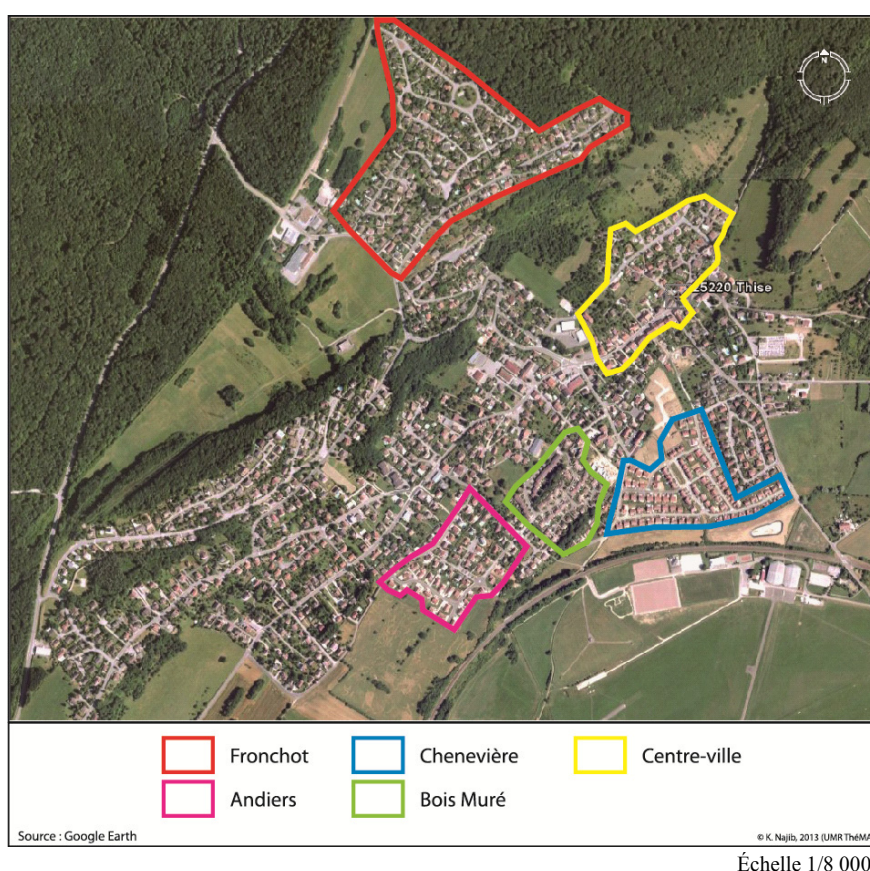 N
25220 Thise
Fronchot
Chenevière
Centre-ville
Andiers
Bois Muré
Source : Google Earth
© K. Najib, 2013 (UMR ThéMA
Échelle 1/8 000